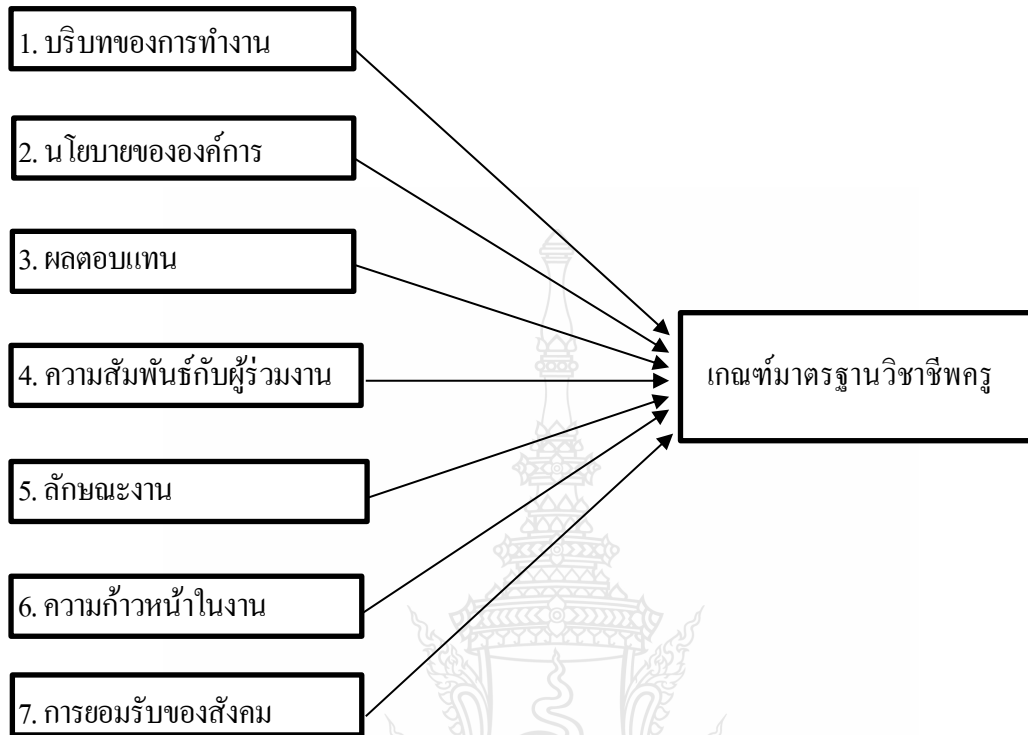 1. บริบทของการทำงาน
2. นโยบายขององค์การ
3. ผลตอบแทน
4. ความสัมพันธ์กับผู้ร่วมงาน
เกณฑ์มาตรฐานวิชาชีพครู
5. ลักษณะงาน
6. ความก้าวหน้าในงาน
7. การยอมรับของสังคม